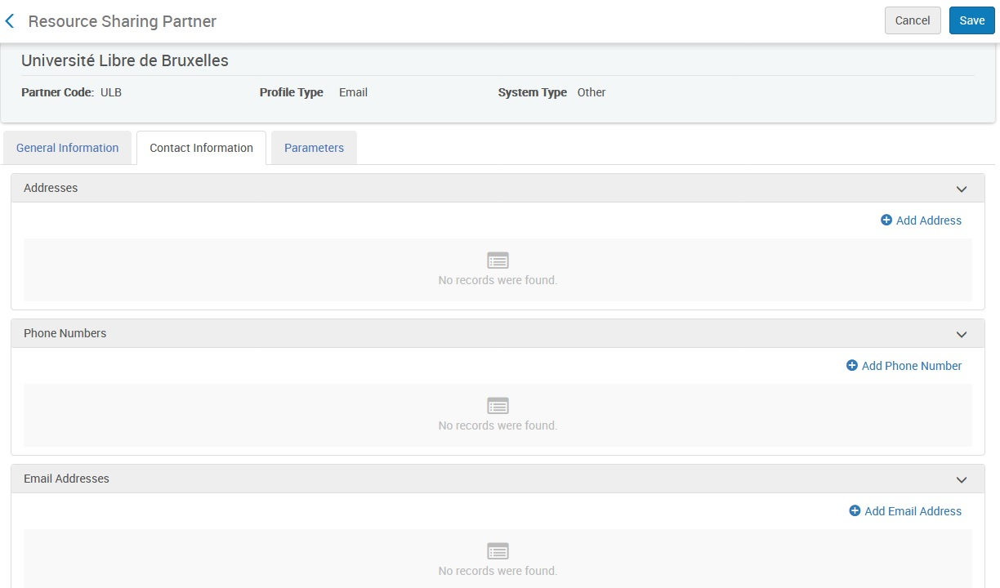 Resource Sharing Partner
Cancel
Save
Université Libre de Bruxelles
Partner Code: ULB
Profile Type Email
System Type Other
General Information
Contact Information
Parameters
Addresses
Add Address
No records were found.
Phone Numbers
Add Phone Number
No records were found.
Email Addresses
Add Email Address
No records were found.